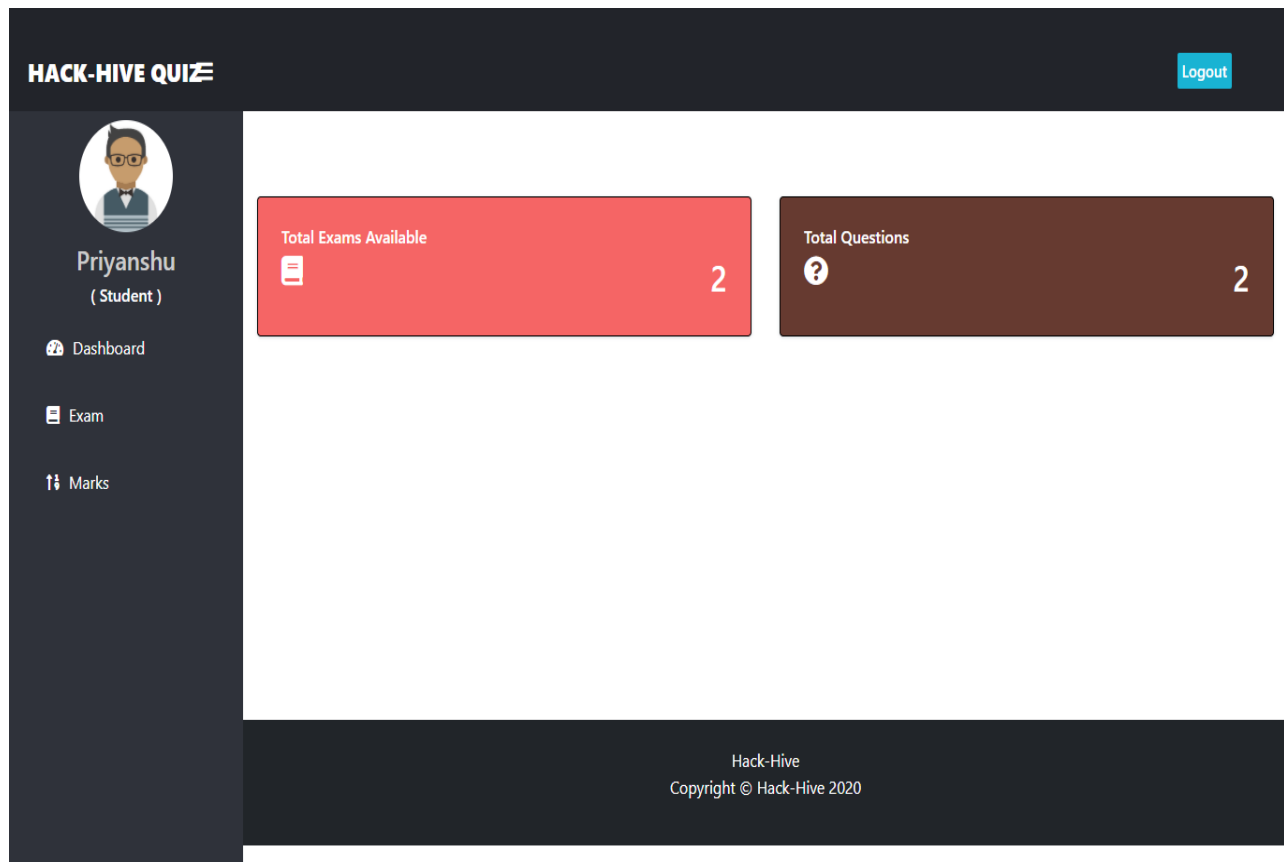 HACK-HIVE QUIZ
Logout
Priyanshu
( Student )
Dashboard
Exam
Marks
Total Exams Available
2
Total Questions
2
Hack-Hive
Copyright © Hack-Hive 2020